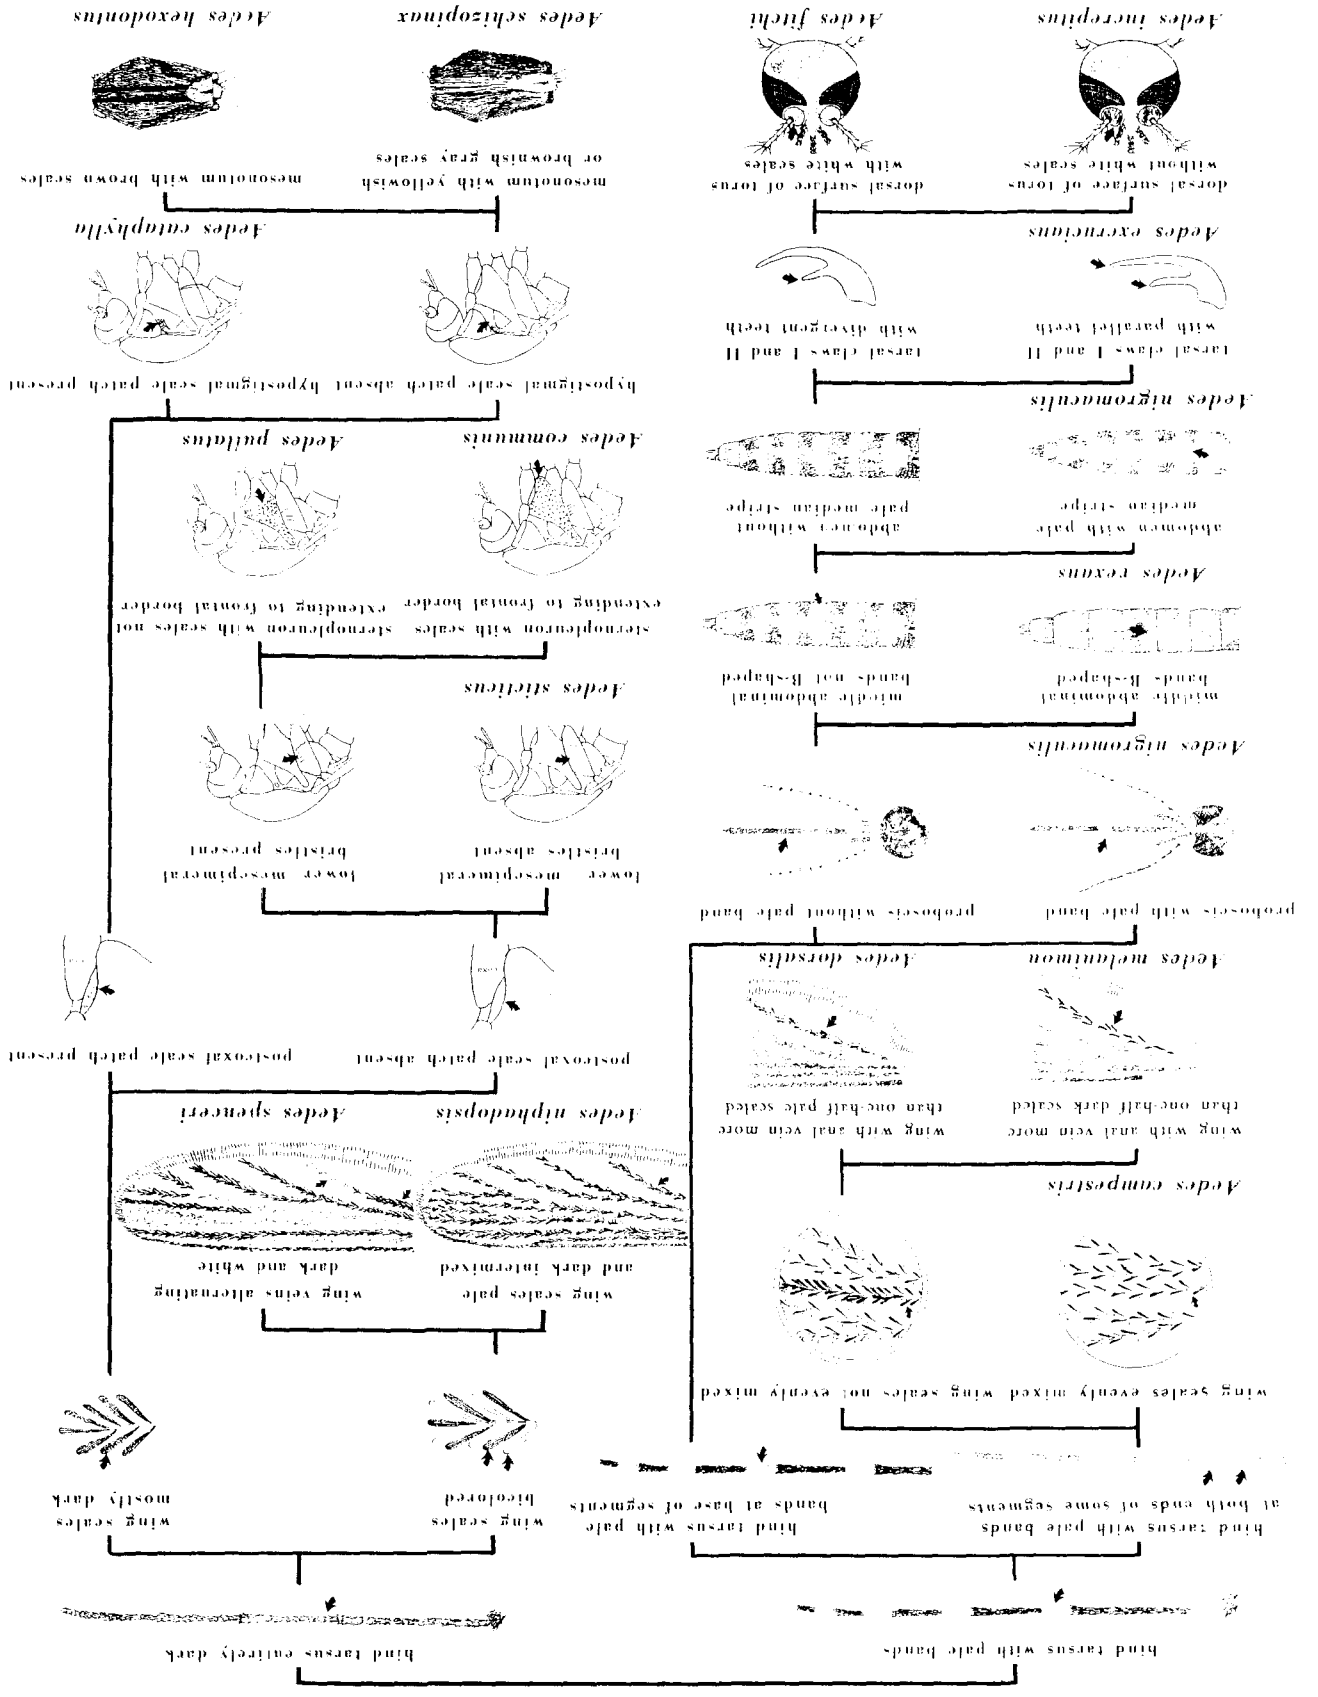 hind tarsus with pale bands
hind tarsus entirely dark
hind tarsus with pale bands
at both ends of some segments
hind tarsus with pale
bands at base of segments
wing scales
bicolored
wing scales
mostly dark
wing scales evenly mixed
wing scales not evenly mixed
wing scales pale
and dark intermixed
wing veins alternating
dark and white
Aedes campestris
wing with anal vein more
than one-half dark scaled
wing with anal vein more
than one-half pale scaled
Aedes niphadopsis
Aedes spenceri
postcoxal scale patch absent
postcoxal scale patch present
Aedes melanimon
Aedes dorsalis
proboscis with pale band
proboscis without pale band
lower mesepimeral
bristles absent
lower mesepimeral
bristles present
Aedes nigromaculis
middle abdominal
bands B-shaped
middle abdominal
bands not B-shaped
Aedes sticticus
sternopleuron with scales
extending to frontal border
sternopleuron with scales not
extending to frontal border
Aedes vexans
abdomen with pale
median stripe
abdomen without
pale median stripe
Aedes communis
Aedes pullatus
Aedes nigromaculis
tarsal claws I and II
with parallel teeth
tarsal claws I and II
with divergent teeth
hypostigmal scale patch absent
hypostigmal scale patch present
Aedes excrucians
Aedes cataphylla
dorsal surface of torus
without white scales
dorsal surface of torus
with white scales
mesonotum with yellowish
or brownish gray scales
mesonotum with brown scales
Aedes increpitus
Aedes fitchi
Aedes schizopinax
Aedes hexodontus